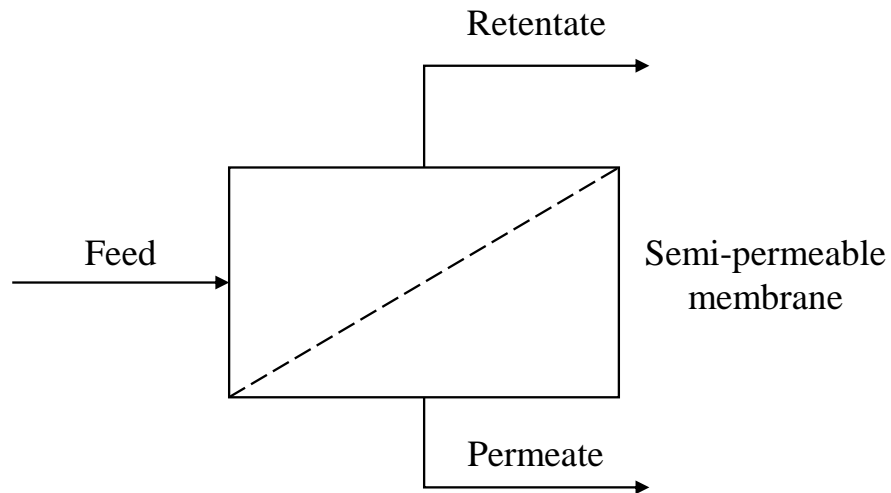 Retentate
Feed
Semi-permeable
membrane
Permeate